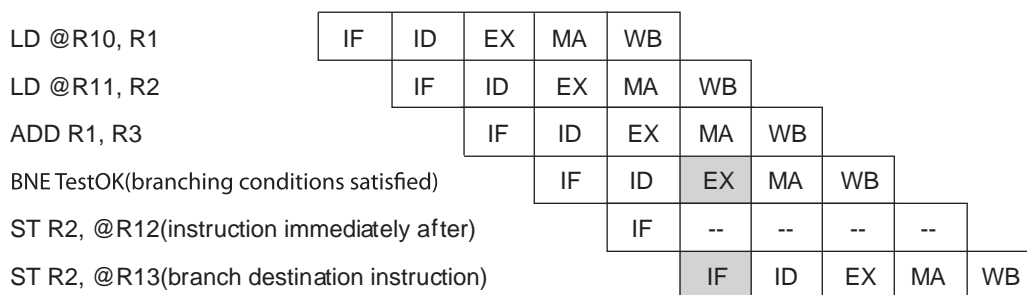 LD @R10, R1 IF ID EX MA WB
LD @R11, R2 IF ID EX MA WB
ADD R1, R3 IF ID EX MA WB
BNE TestOK(branching conditions satisfied) IF ID EX MA WB
ST R2, @R12(instruction immediately after) IF -- -- -- --
ST R2, @R13(branch destination instruction) IF ID EX MA WB